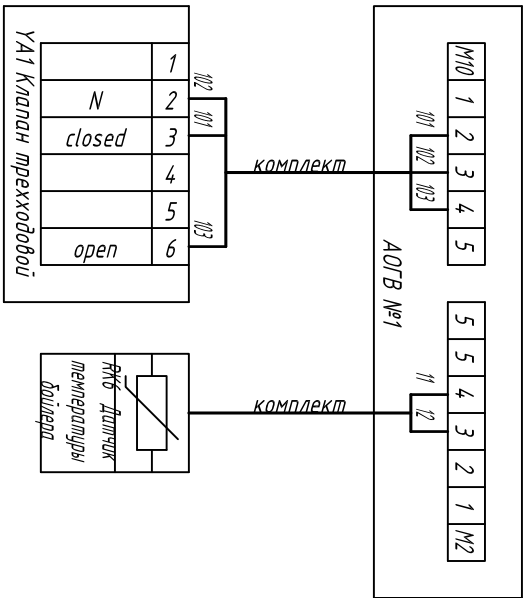 YA1 Клапан трехходовой
1
102
N 2
101
closed 3
4
5
103
open 6
комплект
М10
1
101
2
102
3
103
4
5
АОГВ №1
5
5
11
4
12
3
2
1
М2
комплект
RK6 Датчик
температуры
бойлера